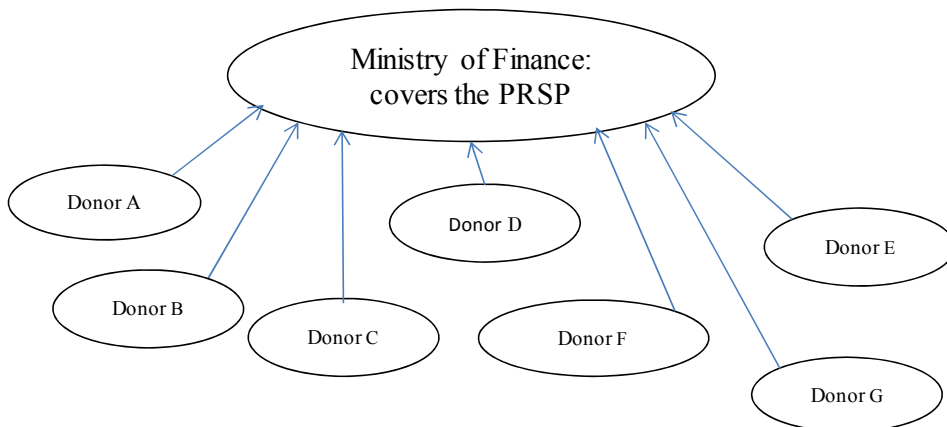 Ministry of Finance:
covers the PRSP
Donor A
Donor D
Donor E
Donor B
Donor C
Donor F
Donor G